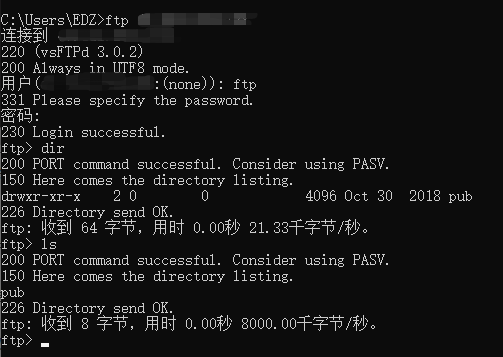 C:\Users\EDZ>ftp
连接到
220 (vsFTPd 3.0.2)
200 Always in UTF8 mode.
用户( :(none)): ftp
331 Please specify the password.
密码:
230 Login successful.
ftp> dir
200 PORT command successful. Consider using PASV.
150 Here comes the directory listing.
drwxr-xr-x    2 0        0            4096 Oct 30  2018 pub
226 Directory send OK.
ftp: 收到 64 字节，用时 0.00秒 21.33千字节/秒。
ftp> ls
200 PORT command successful. Consider using PASV.
150 Here comes the directory listing.
pub
226 Directory send OK.
ftp: 收到 8 字节，用时 0.00秒 8000.00千字节/秒。
ftp>